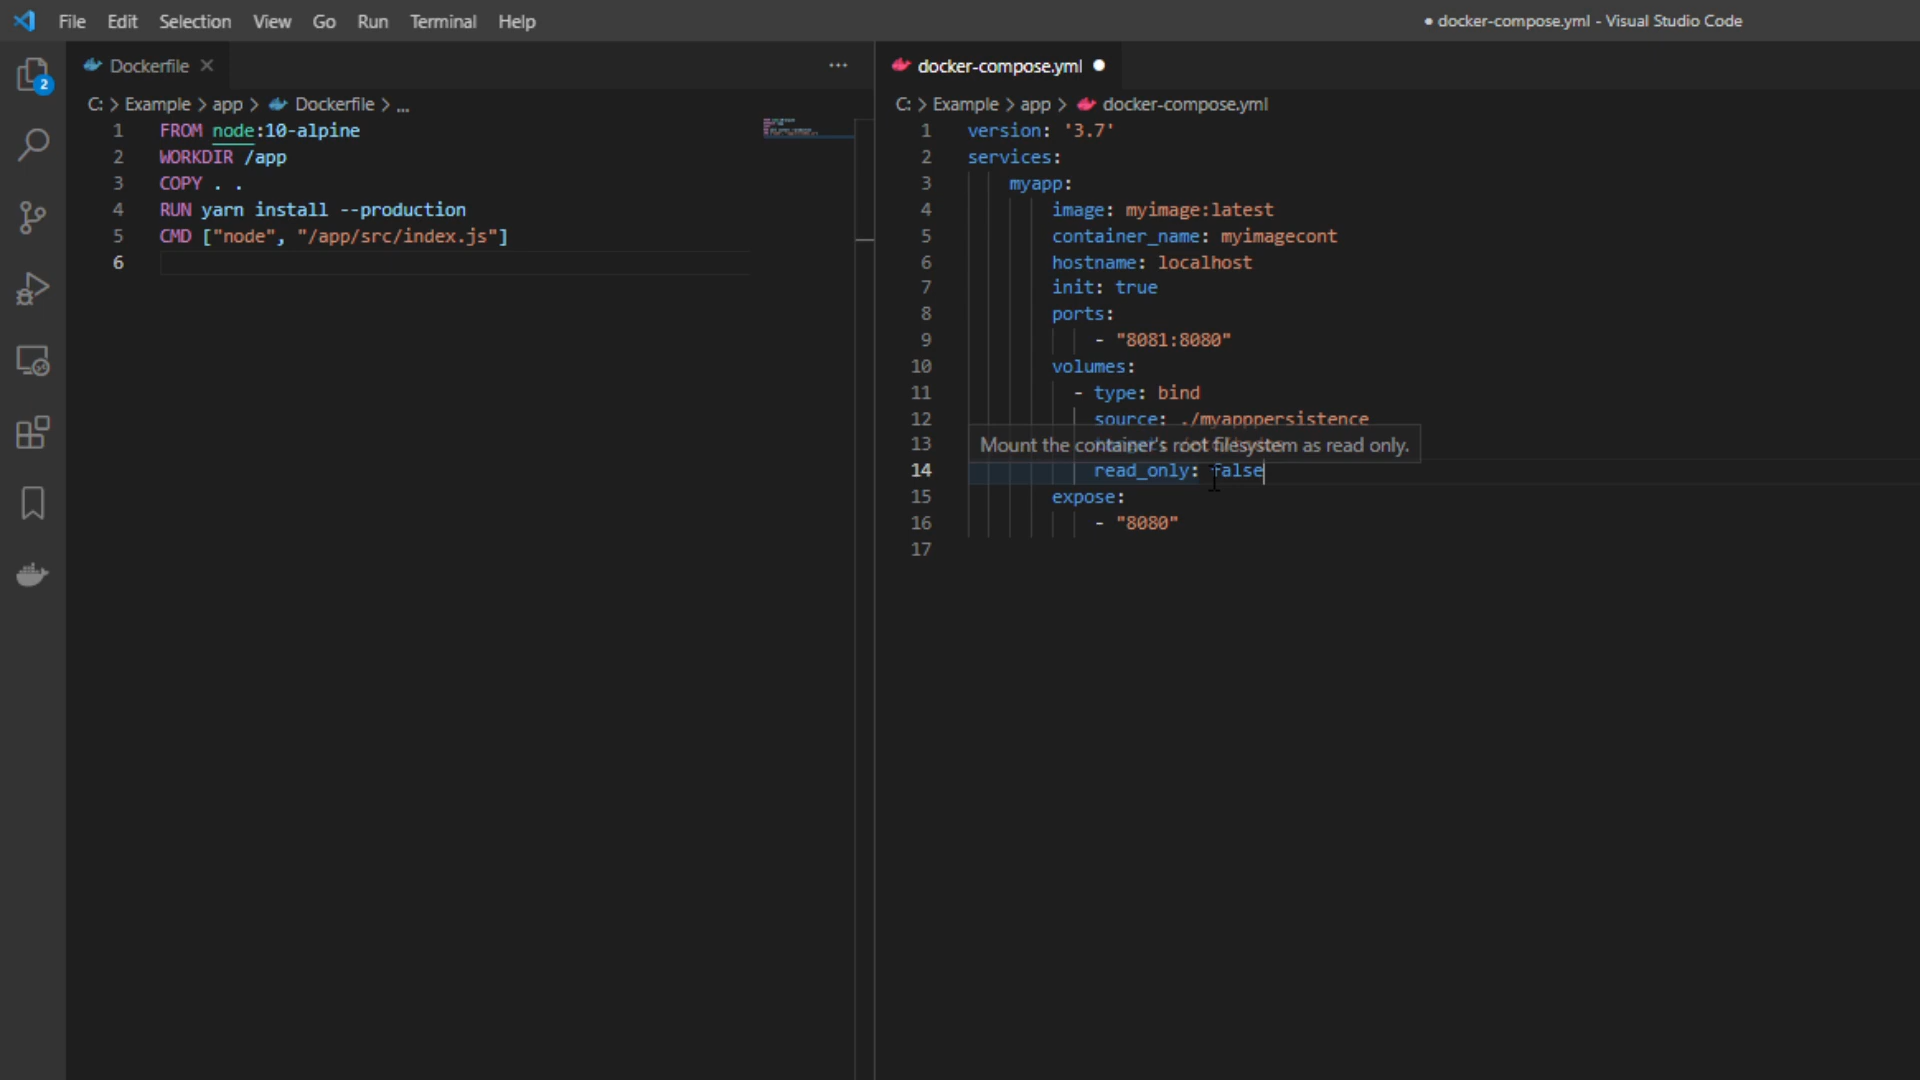 File Edit Selection View Go Run Terminal Help
● docker-compose.yml - Visual Studio Code
2
Dockerfile
C: > Example > app > Dockerfile > ...
1 FROM node:10-alpine
2 WORKDIR /app
3 COPY . .
4 RUN yarn install --production
5 CMD ["node", "/app/src/index.js"]
6
docker-compose.yml
C: > Example > app > docker-compose.yml
1 version: '3.7'
2 services:
3 myapp:
4 image: myimage:latest
5 container_name: myimagecont
6 hostname: localhost
7 init: true
8 ports:
9 - "8081:8080"
10 volumes:
11 - type: bind
12 source: ./myapppersistence
13
Mount the container's root filesystem as read only.
14 read_only: false
15 expose:
16 - "8080"
17